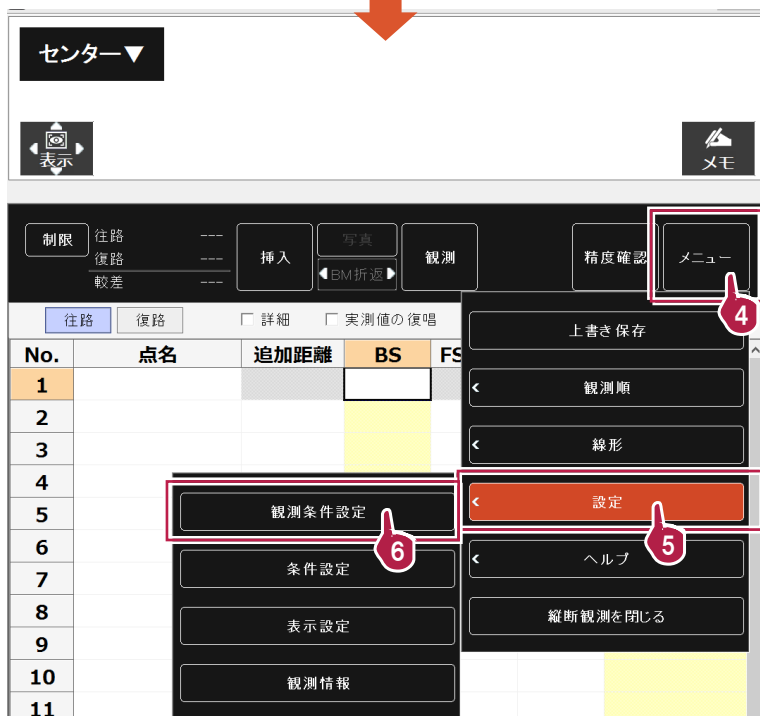 センター▼
表示
メモ
制限
往路 ---
復路 ---
較差 ---
挿入
写真
◀BM折返▶
観測
精度確認
メニュー
4
往路
復路
詳細
実測値の復唱
上書き保存
No. 点名 追加距離 BS FS
1
2
3
4
5
6
7
8
9
10
11
観測順
線形
設定
5
ヘルプ
縦断観測を閉じる
観測条件設定
6
条件設定
表示設定
観測情報